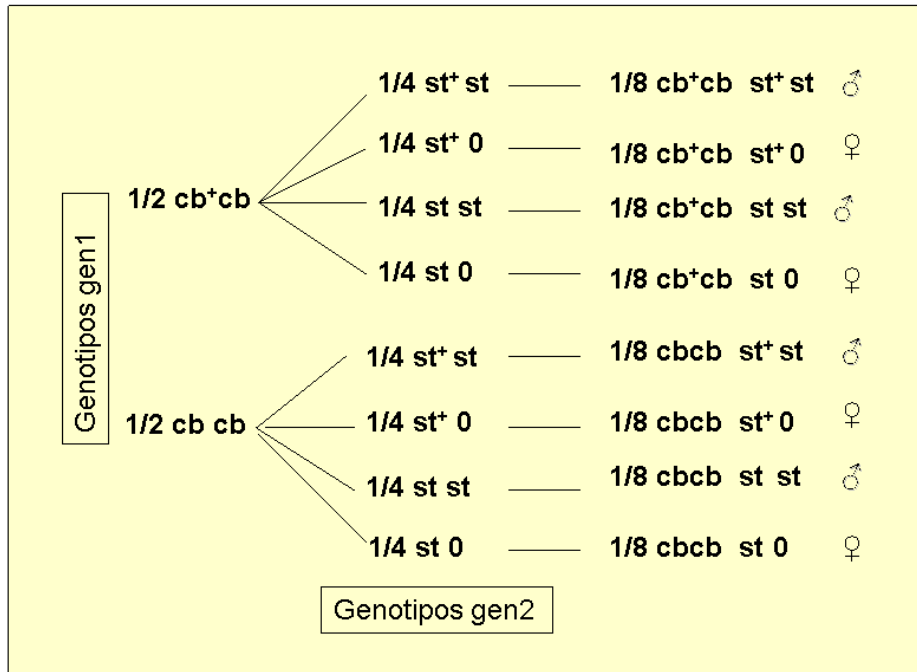 1/4 st⁺ st 1/8 cb⁺cb st⁺ st ♂
1/4 st⁺ 0 1/8 cb⁺cb st⁺ 0 ♀
1/2 cb⁺cb
1/4 st st 1/8 cb⁺cb st st ♂
1/4 st 0 1/8 cb⁺cb st 0 ♀
Genotipos gen1
1/4 st⁺ st 1/8 cbcb st⁺ st ♂
1/2 cb cb
1/4 st⁺ 0 1/8 cbcb st⁺ 0 ♀
1/4 st st 1/8 cbcb st st ♂
1/4 st 0 1/8 cbcb st 0 ♀
Genotipos gen2